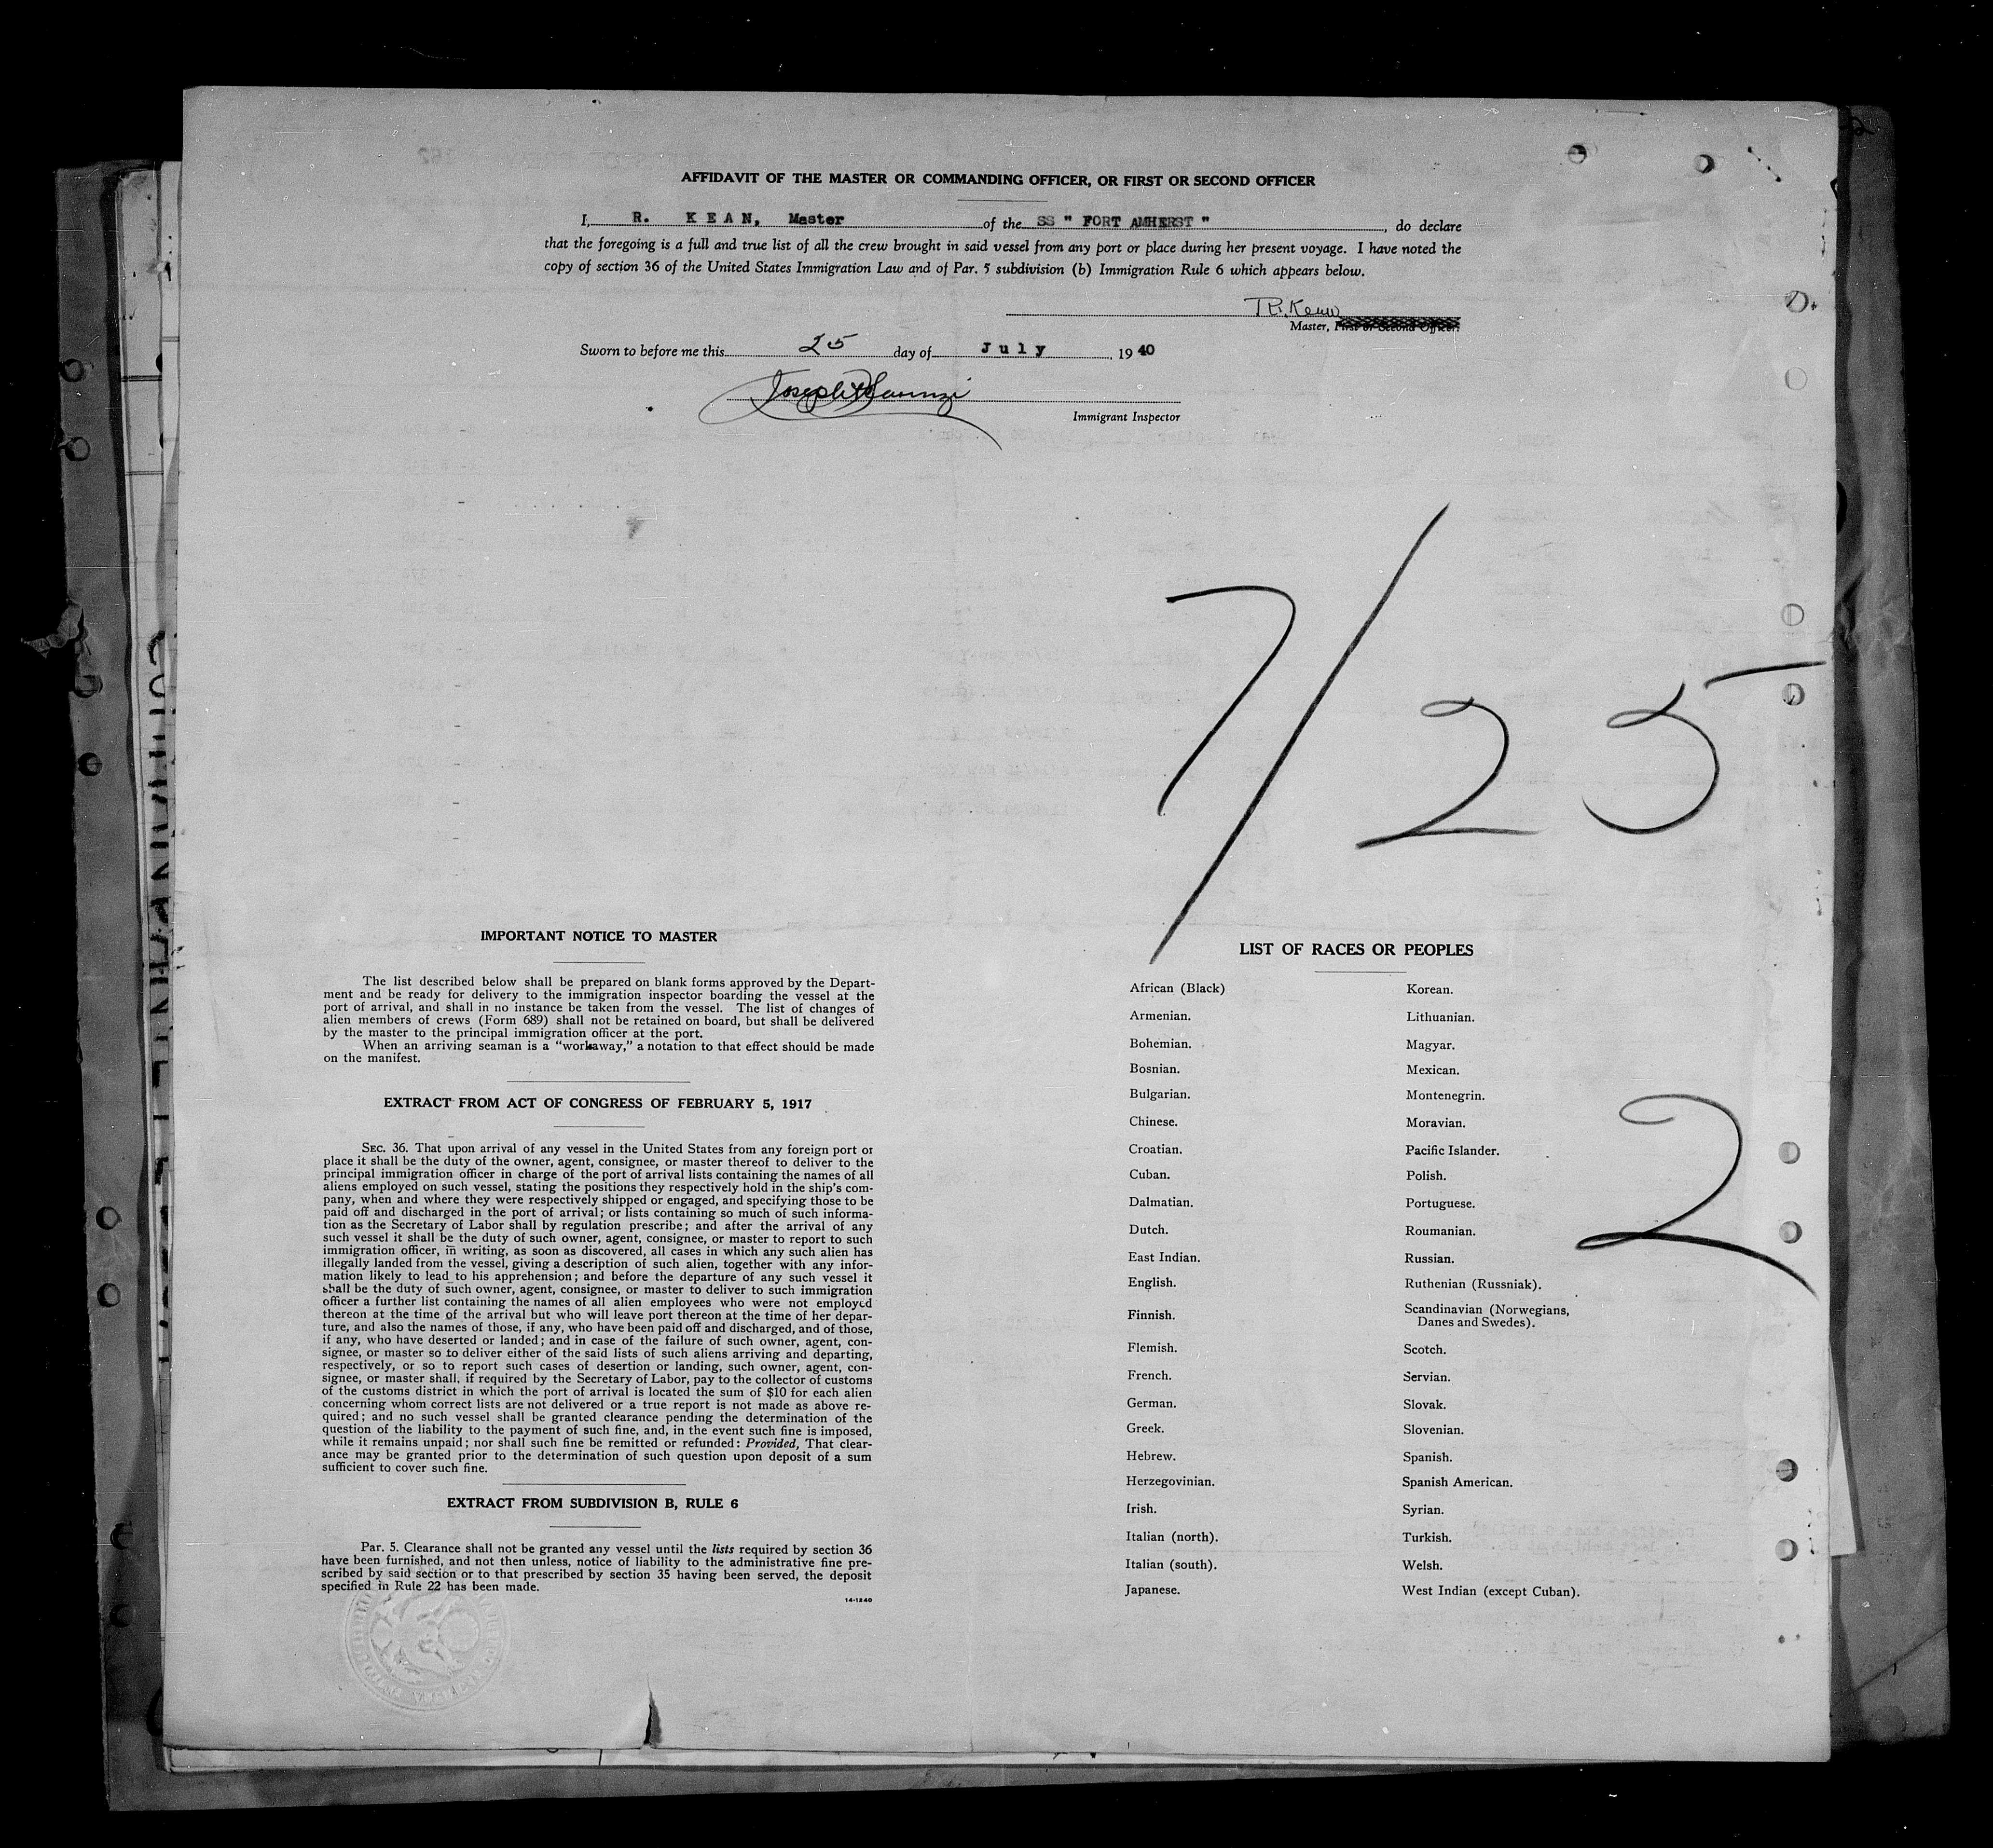 AFFIDAVIT OF THE MASTER OR COMMANDING OFFICER, OR FIRST OR SECOND OFFICER
I, R. KEAN, Master of the SS " FORT AMHERST ", do declare
that the foregoing is a full and true list of all the crew brought in said vessel from any port or place during her present voyage. I have noted the
copy of section 36 of the United States Immigration Law and of Par. 5 subdivision (b) Immigration Rule 6 which appears below.
R. Kean
Master, First or Second Officer.
Sworn to before me this 25 day of July, 1940
Joseph
Immigrant Inspector
7/25
IMPORTANT NOTICE TO MASTER
The list described below shall be prepared on blank forms approved by the Depart-
ment and be ready for delivery to the immigration inspector boarding the vessel at the
port of arrival, and shall in no instance be taken from the vessel. The list of changes of
alien members of crews (Form 689) shall not be retained on board, but shall be delivered
by the master to the principal immigration officer at the port.
When an arriving seaman is a "workaway," a notation to that effect should be made
on the manifest.
EXTRACT FROM ACT OF CONGRESS OF FEBRUARY 5, 1917
SEC. 36. That upon arrival of any vessel in the United States from any foreign port or
place it shall be the duty of the owner, agent, consignee, or master thereof to deliver to the
principal immigration officer in charge of the port of arrival lists containing the names of all
aliens employed on such vessel, stating the positions they respectively hold in the ship's com-
pany, when and where they were respectively shipped or engaged, and specifying those to be
paid off and discharged in the port of arrival; or lists containing so much of such informa-
tion as the Secretary of Labor shall by regulation prescribe; and after the arrival of any
such vessel it shall be the duty of such owner, agent, consignee, or master to report to such
immigration officer, in writing, as soon as discovered, all cases in which any such alien has
illegally landed from the vessel, giving a description of such alien, together with any infor-
mation likely to lead to his apprehension; and before the departure of any such vessel it
shall be the duty of such owner, agent, consignee, or master to deliver to such immigration
officer a further list containing the names of all alien employees who were not employed
thereon at the time of the arrival but who will leave port thereon at the time of her depar-
ture, and also the names of those, if any, who have been paid off and discharged, and of those,
if any, who have deserted or landed; and in case of the failure of such owner, agent, con-
signee, or master so to deliver either of the said lists of such aliens arriving and departing,
respectively, or so to report such cases of desertion or landing, such owner, agent, con-
signee, or master shall, if required by the Secretary of Labor, pay to the collector of customs
of the customs district in which the port of arrival is located the sum of $10 for each alien
concerning whom correct lists are not delivered or a true report is not made as above re-
quired; and no such vessel shall be granted clearance pending the determination of the
question of the liability to the payment of such fine, and, in the event such fine is imposed,
while it remains unpaid; nor shall such fine be remitted or refunded: Provided, That clear-
ance may be granted prior to the determination of such question upon deposit of a sum
sufficient to cover such fine.
EXTRACT FROM SUBDIVISION B, RULE 6
Par. 5. Clearance shall not be granted any vessel until the lists required by section 36
have been furnished, and not then unless, notice of liability to the administrative fine pre-
scribed by said section or to that prescribed by section 35 having been served, the deposit
specified in Rule 22 has been made.
14-1240
LIST OF RACES OR PEOPLES
African (Black)
Armenian.
Bohemian.
Bosnian.
Bulgarian.
Chinese.
Croatian.
Cuban.
Dalmatian.
Dutch.
East Indian.
English.
Finnish.
Flemish.
French.
German.
Greek.
Hebrew.
Herzegovinian.
Irish.
Italian (north).
Italian (south).
Japanese.
Korean.
Lithuanian.
Magyar.
Mexican.
Montenegrin.
Moravian.
Pacific Islander.
Polish.
Portuguese.
Roumanian.
Russian.
Ruthenian (Russniak).
Scandinavian (Norwegians,
Danes and Swedes).
Scotch.
Servian.
Slovak.
Slovenian.
Spanish.
Spanish American.
Syrian.
Turkish.
Welsh.
West Indian (except Cuban).
2